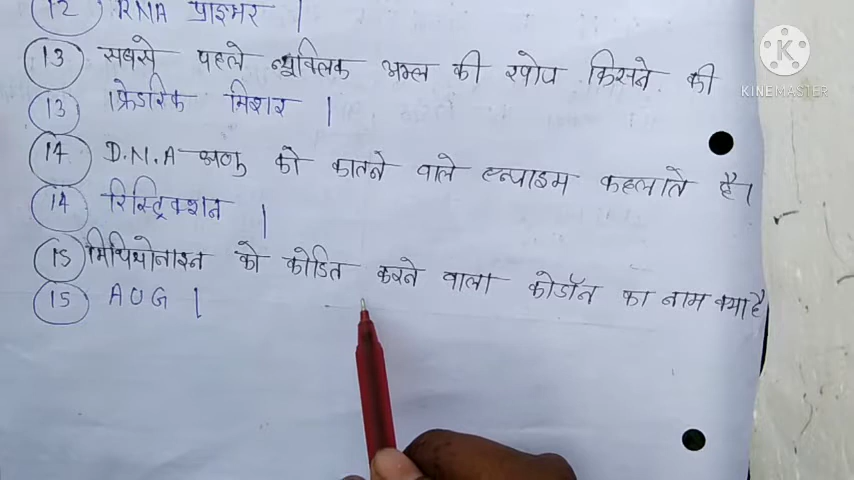 12 RNA प्राइमर |
13 सबसे पहले न्यूक्लिक अम्ल की खोज किसने की
13 फ्रेडरिक मिशर |
14 D.N.A अणु को काटने वाले एन्जाइम कहलाते है।
14 रिस्ट्रिक्शन |
15 मिथियोनाइन को कोडित करने वाला कोडॉन का नाम क्या है
15 AUG |
KINEMASTER